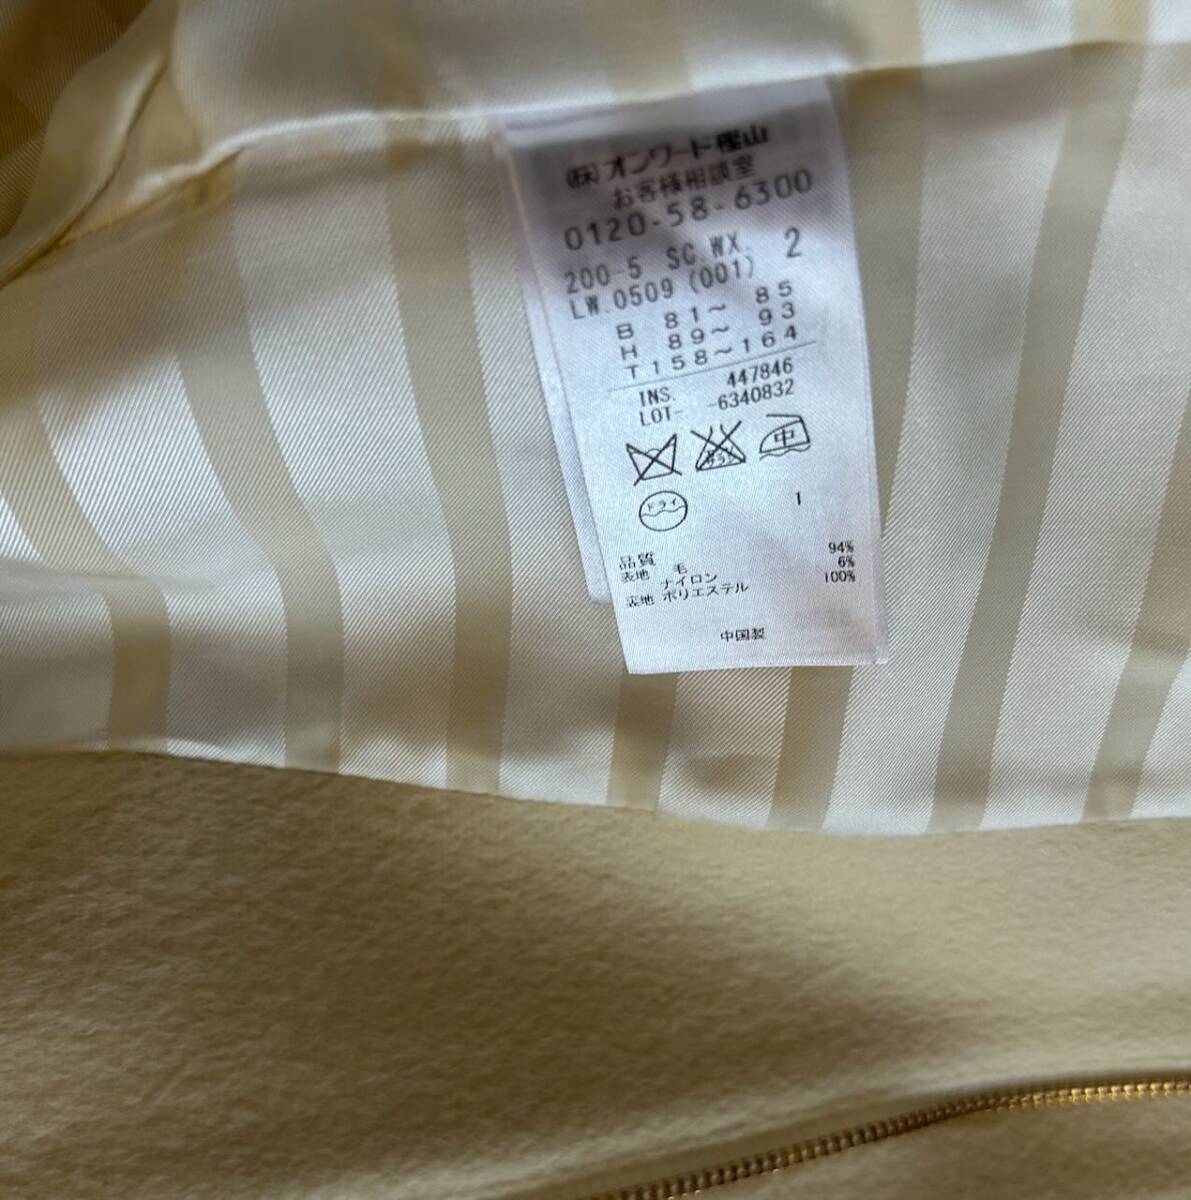 ㈱オンワード樫山
お客様相談室
0120-58-6300
200-5 SC.WX. 2
LW.0509 (001)
B 81～ 85
H 89～ 93
T158～164
INS. 447846
LOT- -6340832
中
ドライ
1
品質
表地 毛 94%
ナイロン 6%
裏地 ポリエステル 100%
中国製